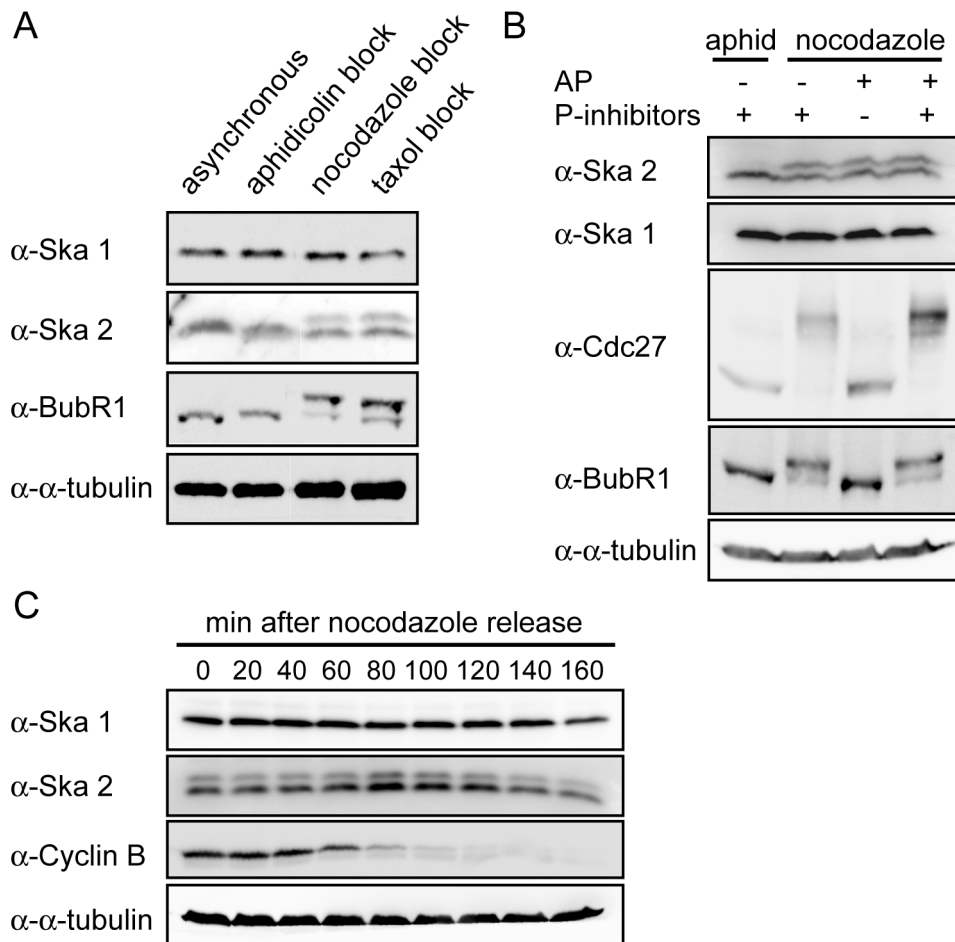 A
asynchronous
aphidicolin block
nocodazole block
taxol block
α-Ska 1
α-Ska 2
α-BubR1
α-α-tubulin
B
aphid nocodazole
AP - - + +
P-inhibitors + + - +
α-Ska 2
α-Ska 1
α-Cdc27
α-BubR1
α-α-tubulin
C
min after nocodazole release
0 20 40 60 80 100 120 140 160
α-Ska 1
α-Ska 2
α-Cyclin B
α-α-tubulin